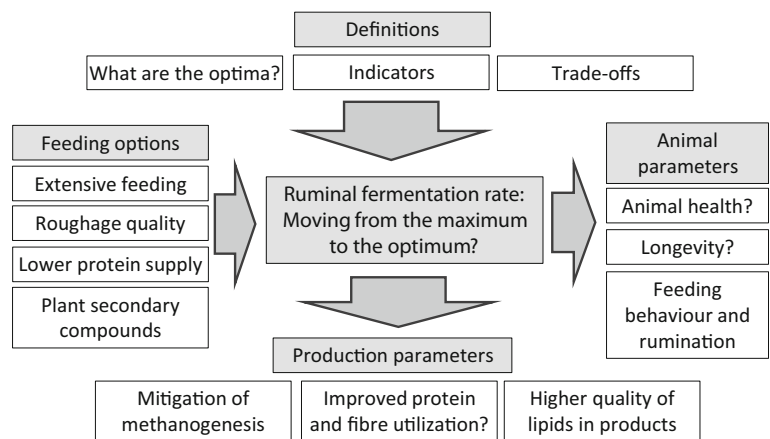 Definitions
What are the optima?
Indicators
Trade-offs
Feeding options
Extensive feeding
Roughage quality
Lower protein supply
Plant secondary
compounds
Ruminal fermentation rate:
Moving from the maximum
to the optimum?
Animal
parameters
Animal health?
Longevity?
Feeding
behaviour and
rumination
Production parameters
Mitigation of
methanogenesis
Improved protein
and fibre utilization?
Higher quality of
lipids in products